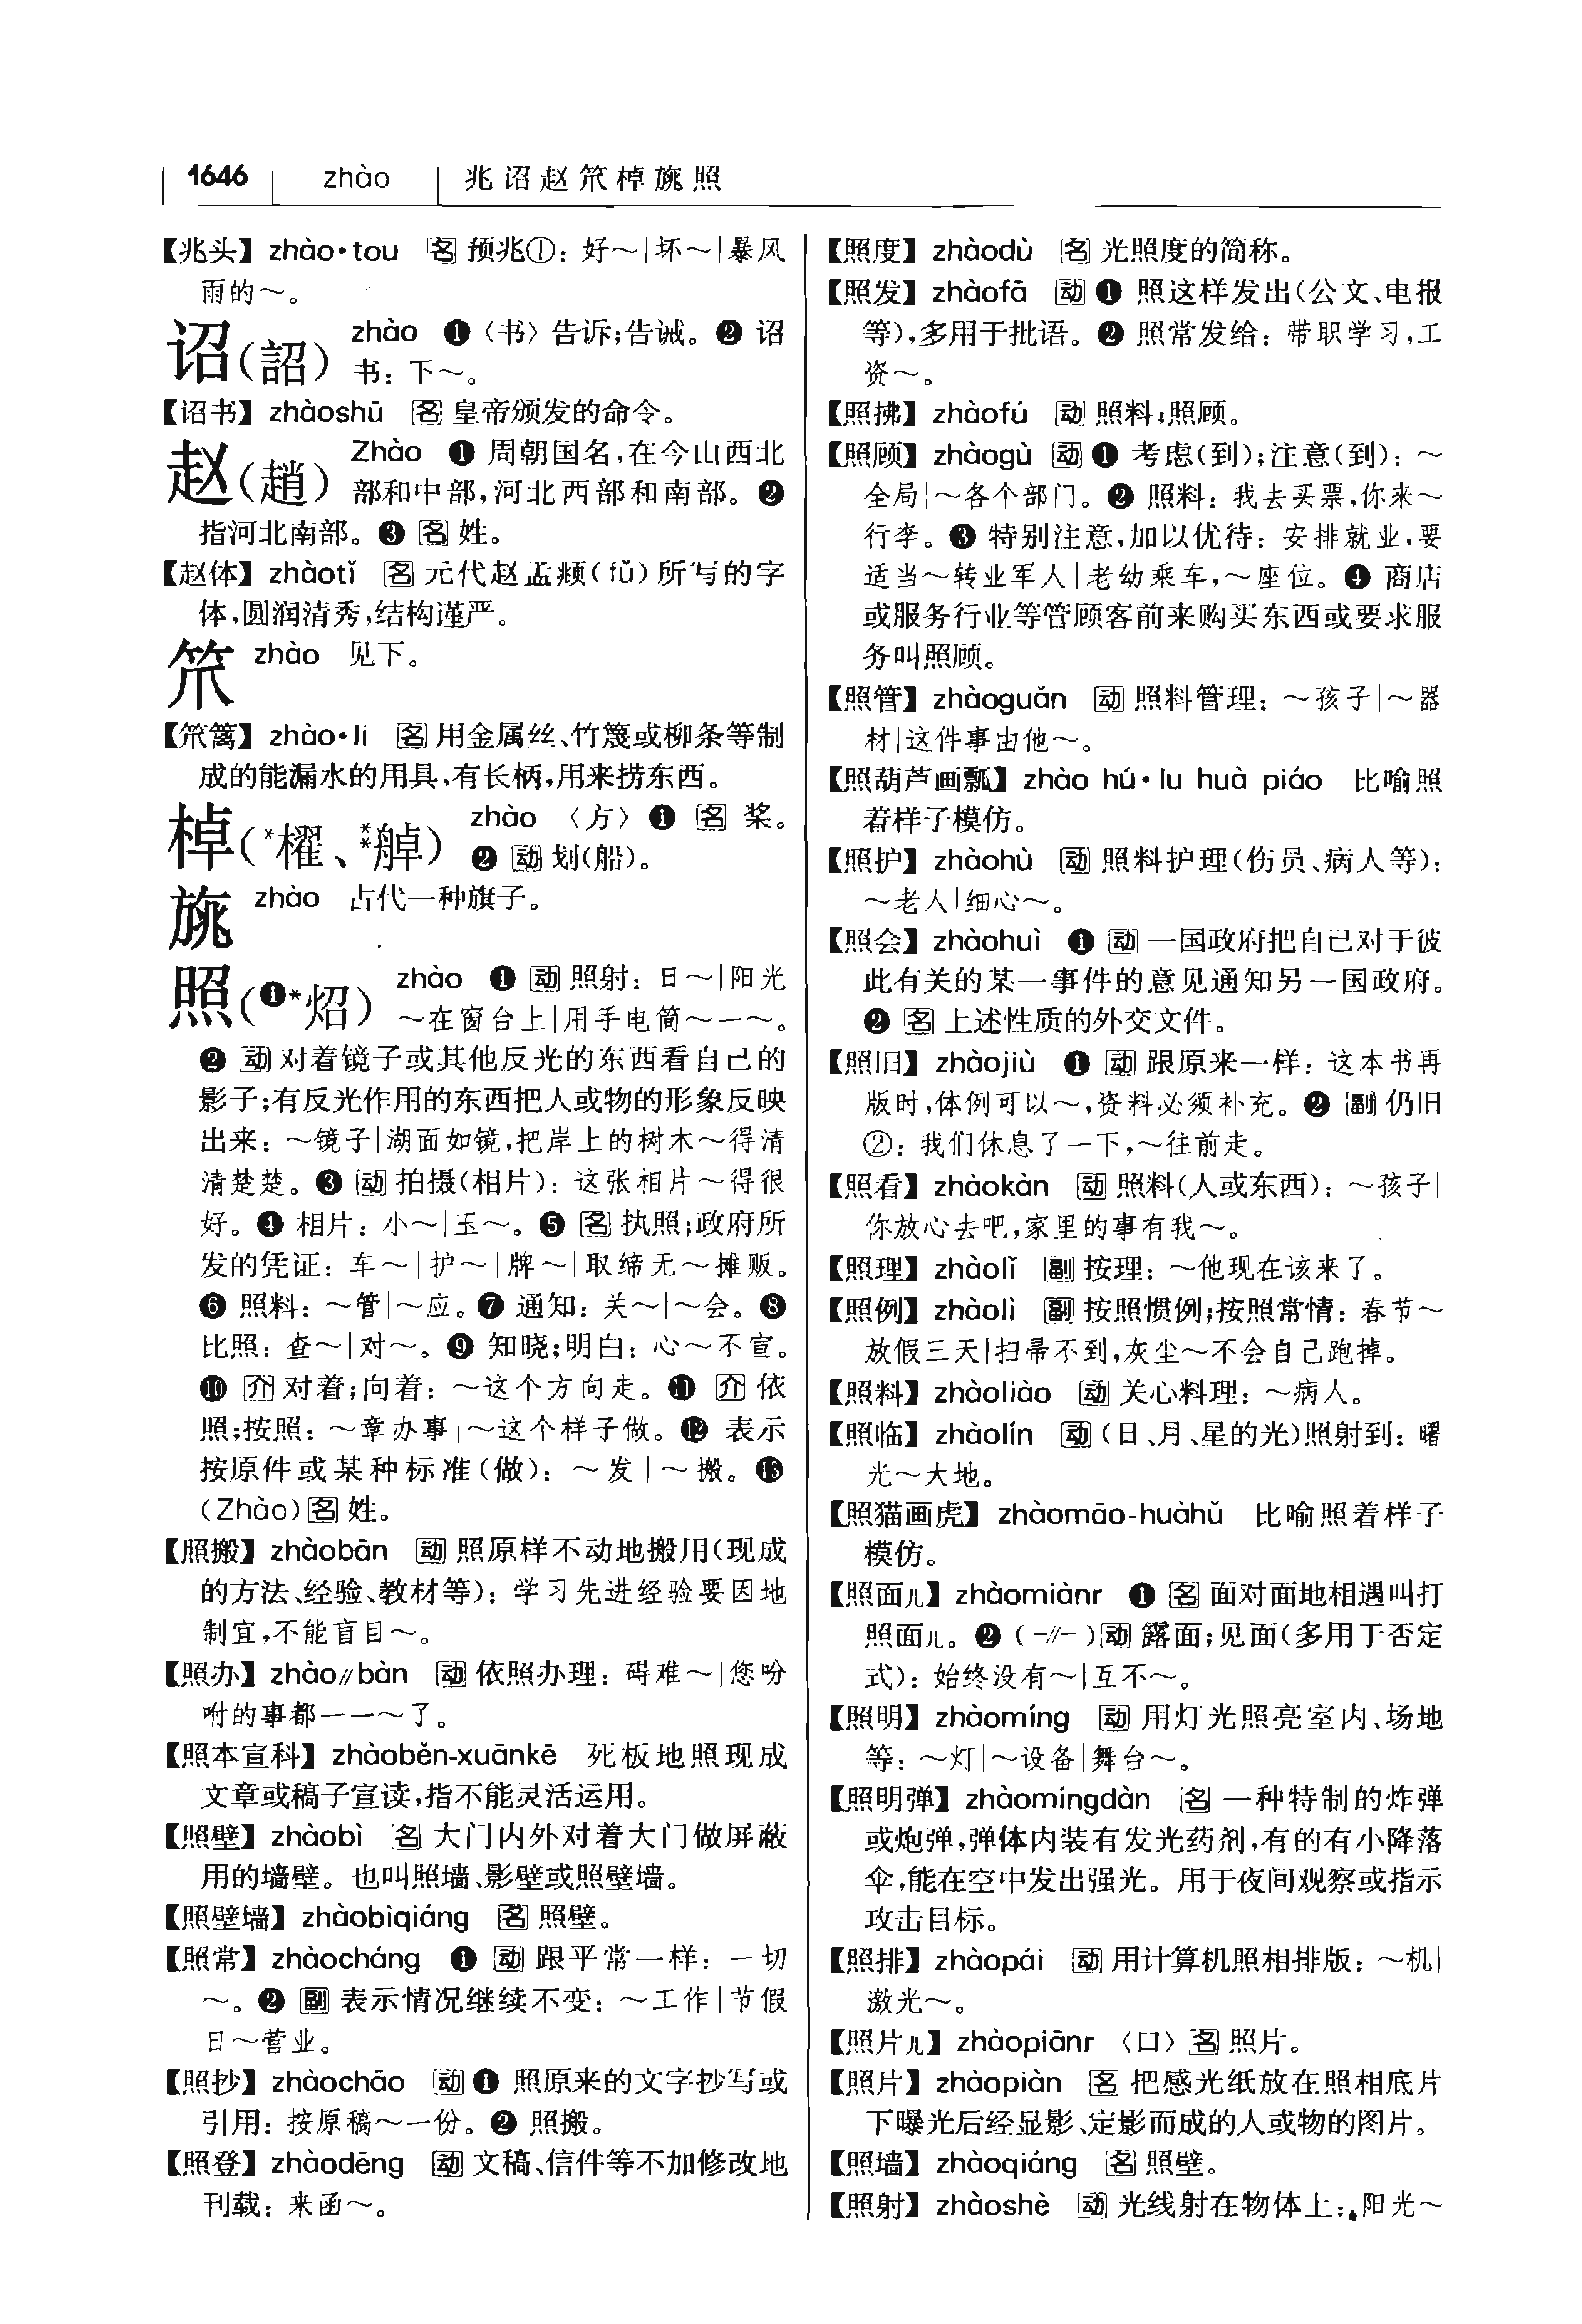 1646 zhào 兆诏赵笊棹旐照
【兆头】 zhào·tou 名 预兆①：好～|坏～|暴风
雨的～。
诏(詔) zhào ❶〈书〉告诉;告诫。❷ 诏
书：下～。
【诏书】 zhàoshū 名 皇帝颁发的命令。
赵(趙) Zhào ❶ 周朝国名,在今山西北
部和中部,河北西部和南部。❷
指河北南部。❸ 名 姓。
【赵体】 zhàotǐ 名 元代赵孟頫(fǔ)所写的字
体,圆润清秀,结构谨严。
笊 zhào 见下。
【笊篱】 zhào·li 名 用金属丝、竹篾或柳条等制
成的能漏水的用具,有长柄,用来捞东西。
棹(*櫂、**艊) zhào 〈方〉❶ 名 桨。
❷ 动 划(船)。
旐 zhào 古代一种旗子。
照(❶*炤) zhào ❶ 动 照射：日～|阳光
～在窗台上|用手电筒～一～。
❷ 动 对着镜子或其他反光的东西看自己的
影子;有反光作用的东西把人或物的形象反映
出来：～镜子|湖面如镜,把岸上的树木～得清
清楚楚。❸ 动 拍摄(相片)：这张相片～得很
好。❹ 相片：小～|玉～。❺ 名 执照;政府所
发的凭证：车～|护～|牌～|取缔无～摊贩。
❻ 照料：～管|～应。❼ 通知：关～|～会。❽
比照：查～|对～。❾ 知晓;明白：心～不宣。
❿ 介 对着;向着：～这个方向走。⓫ 介 依
照;按照：～章办事|～这个样子做。⓬ 表示
按原件或某种标准(做)：～发|～搬。⓭
(Zhào)名 姓。
【照搬】 zhàobān 动 照原样不动地搬用(现成
的方法、经验、教材等)：学习先进经验要因地
制宜,不能盲目～。
【照办】 zhào∥bàn 动 依照办理：碍难～|您吩
咐的事都一一～了。
【照本宣科】 zhàoběn-xuānkē 死板地照现成
文章或稿子宣读,指不能灵活运用。
【照壁】 zhàobì 名 大门内外对着大门做屏蔽
用的墙壁。也叫照墙、影壁或照壁墙。
【照壁墙】 zhàobìqiáng 名 照壁。
【照常】 zhàocháng ❶ 动 跟平常一样：一切
～。❷ 副 表示情况继续不变：～工作|节假
日～营业。
【照抄】 zhàochāo 动 ❶ 照原来的文字抄写或
引用：按原稿～一份。❷ 照搬。
【照登】 zhàodēng 动 文稿、信件等不加修改地
刊载：来函～。
【照度】 zhàodù 名 光照度的简称。
【照发】 zhàofā 动 ❶ 照这样发出(公文、电报
等),多用于批语。❷ 照常发给：带职学习,工
资～。
【照拂】 zhàofú 动 照料;照顾。
【照顾】 zhàogù 动 ❶ 考虑(到);注意(到)：～
全局|～各个部门。❷ 照料：我去买票,你来～
行李。❸ 特别注意,加以优待：安排就业,要
适当～转业军人|老幼乘车,～座位。❹ 商店
或服务行业等管顾客前来购买东西或要求服
务叫照顾。
【照管】 zhàoguǎn 动 照料管理：～孩子|～器
材|这件事由他～。
【照葫芦画瓢】 zhào hú·lu huà piáo 比喻照
着样子模仿。
【照护】 zhàohù 动 照料护理(伤员、病人等)：
～老人|细心～。
【照会】 zhàohuì ❶ 动 一国政府把自己对于彼
此有关的某一事件的意见通知另一国政府。
❷ 名 上述性质的外交文件。
【照旧】 zhàojiù ❶ 动 跟原来一样：这本书再
版时,体例可以～,资料必须补充。❷ 副 仍旧
②：我们休息了一下,～往前走。
【照看】 zhàokàn 动 照料(人或东西)：～孩子|
你放心去吧,家里的事有我～。
【照理】 zhàolǐ 副 按理：～他现在该来了。
【照例】 zhàolì 副 按照惯例;按照常情：春节～
放假三天|扫帚不到,灰尘～不会自己跑掉。
【照料】 zhàoliào 动 关心料理：～病人。
【照临】 zhàolín 动 (日、月、星的光)照射到：曙
光～大地。
【照猫画虎】 zhàomāo-huàhǔ 比喻照着样子
模仿。
【照面儿】 zhàomiànr ❶ 名 面对面地相遇叫打
照面儿。❷ (-∥-)动 露面;见面(多用于否定
式)：始终没有～|互不～。
【照明】 zhàomíng 动 用灯光照亮室内、场地
等：～灯|～设备|舞台～。
【照明弹】 zhàomíngdàn 名 一种特制的炸弹
或炮弹,弹体内装有发光药剂,有的有小降落
伞,能在空中发出强光。用于夜间观察或指示
攻击目标。
【照排】 zhàopái 动 用计算机照相排版：～机|
激光～。
【照片儿】 zhàopiānr 〈口〉名 照片。
【照片】 zhàopiàn 名 把感光纸放在照相底片
下曝光后经显影、定影而成的人或物的图片。
【照墙】 zhàoqiáng 名 照壁。
【照射】 zhàoshè 动 光线射在物体上：阳光～